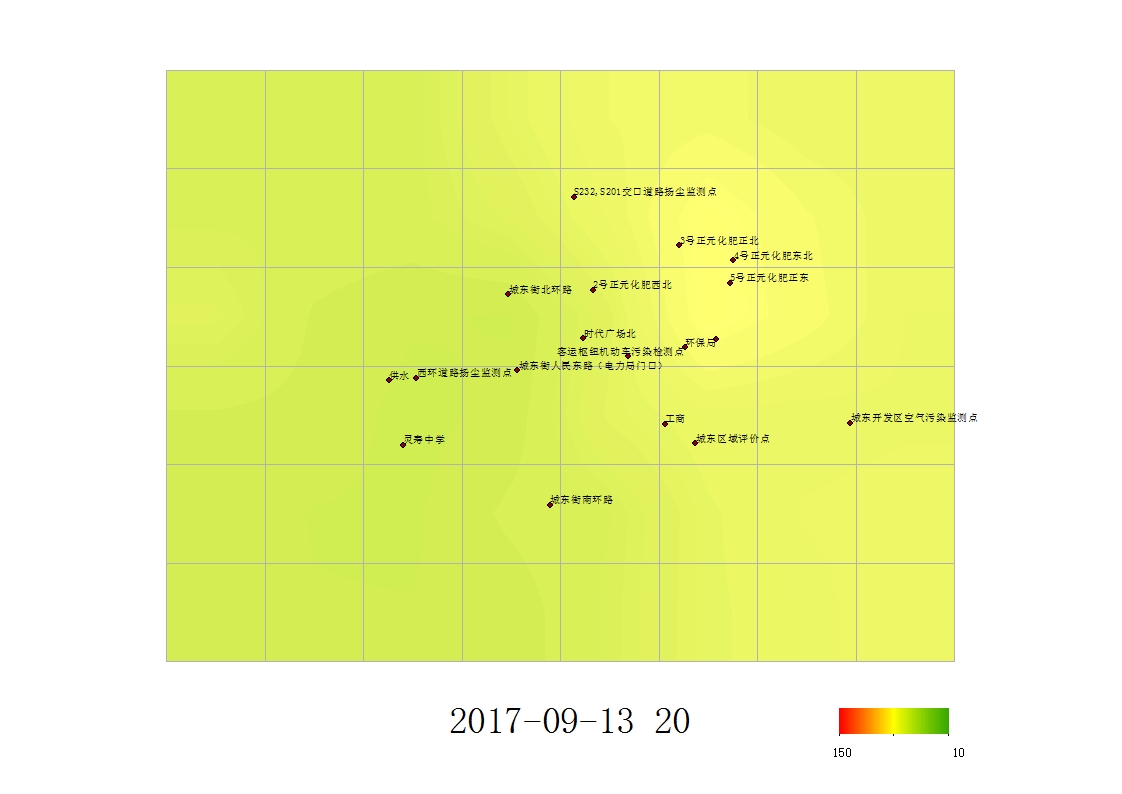 S232,S201交口道路扬尘监测点
3号正元化肥正北
4号正元化肥东北
5号正元化肥正东
2号正元化肥西北
城东街北环路
时代广场北
环保局
客运枢纽机动车污染检测点
城东街人民东路（电力局门口）
西环道路扬尘监测点
供水
工商
城东开发区空气污染监测点
城东区域评价点
灵寿中学
城东街南环路
2017-09-13 20
150
10